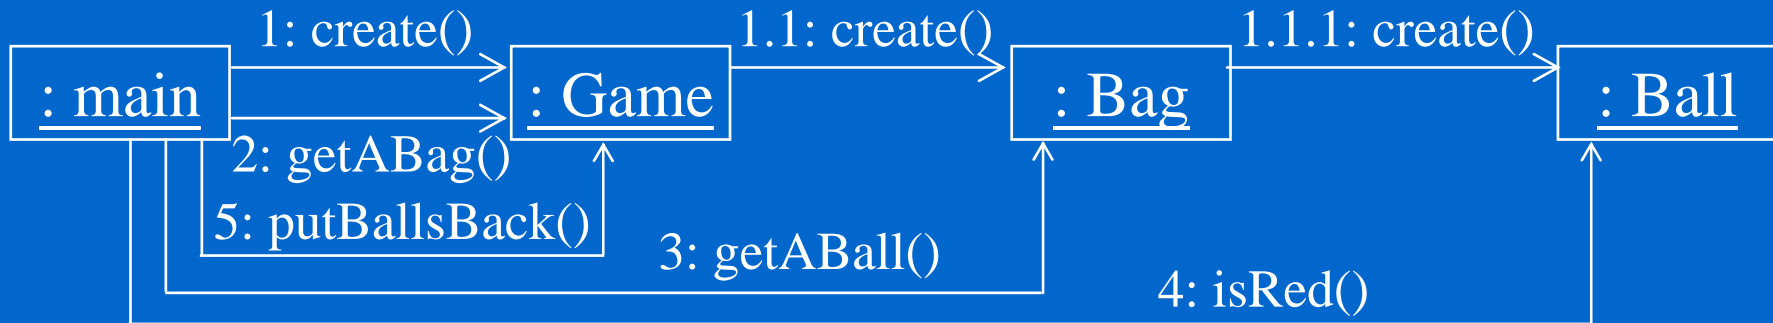 1: create()
1.1: create()
1.1.1: create()
: main
: Game
: Bag
: Ball
2: getABag()
5: putBallsBack()
3: getABall()
4: isRed()